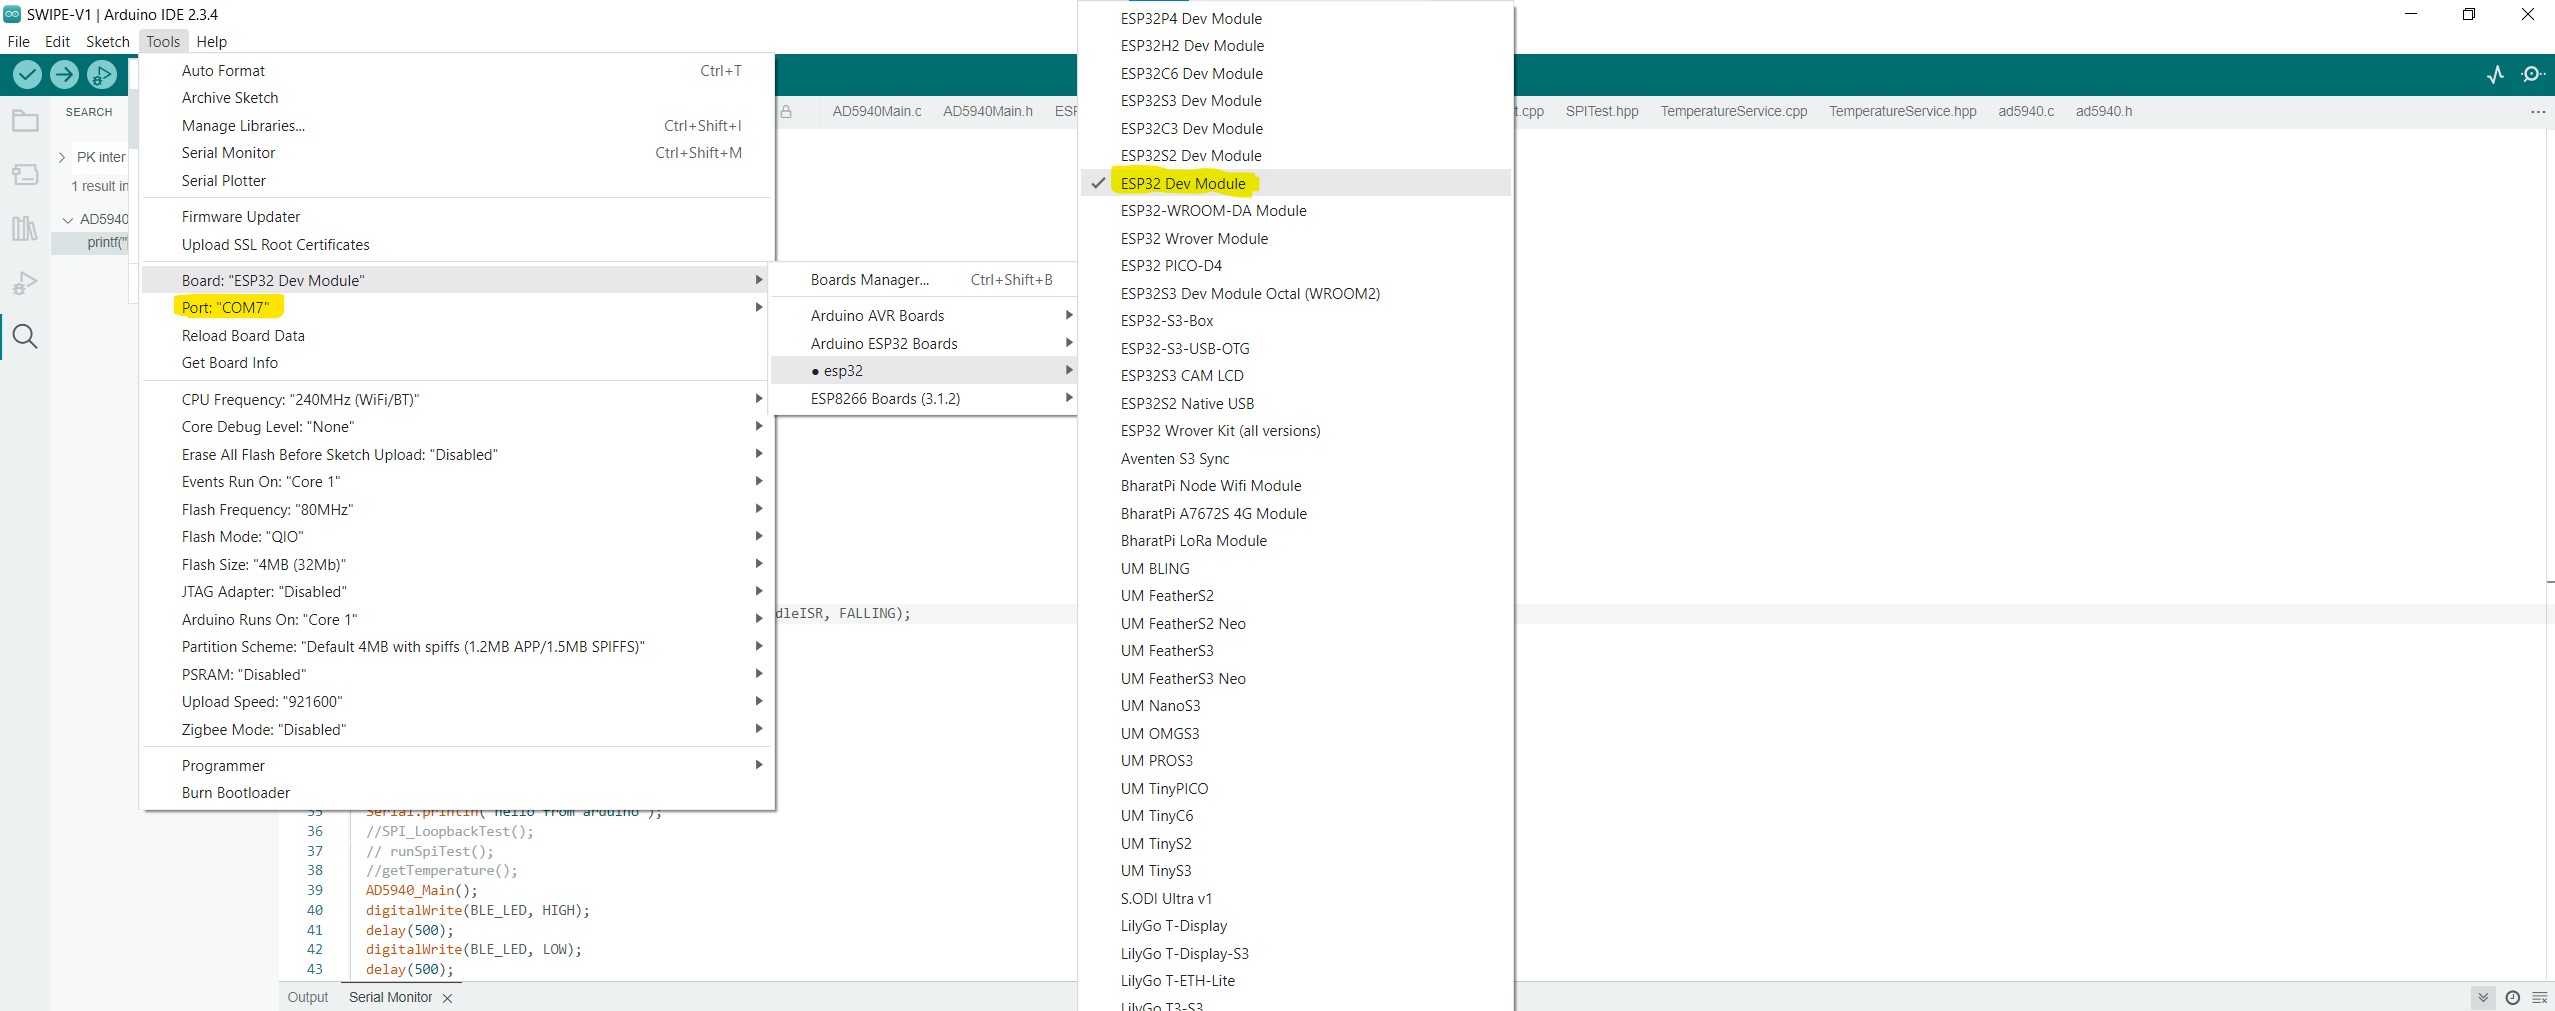 SWIPE-V1 | Arduino IDE 2.3.4
File Edit Sketch Tools Help
SEARCH
PK inter
1 result in
AD5940
printf("
Auto Format Ctrl+T
Archive Sketch
Manage Libraries... Ctrl+Shift+I
Serial Monitor Ctrl+Shift+M
Serial Plotter
Firmware Updater
Upload SSL Root Certificates
Board: "ESP32 Dev Module"
Port: "COM7"
Reload Board Data
Get Board Info
CPU Frequency: "240MHz (WiFi/BT)"
Core Debug Level: "None"
Erase All Flash Before Sketch Upload: "Disabled"
Events Run On: "Core 1"
Flash Frequency: "80MHz"
Flash Mode: "QIO"
Flash Size: "4MB (32Mb)"
JTAG Adapter: "Disabled"
Arduino Runs On: "Core 1"
Partition Scheme: "Default 4MB with spiffs (1.2MB APP/1.5MB SPIFFS)"
PSRAM: "Disabled"
Upload Speed: "921600"
Zigbee Mode: "Disabled"
Programmer
Burn Bootloader
Boards Manager... Ctrl+Shift+B
Arduino AVR Boards
Arduino ESP32 Boards
● esp32
ESP8266 Boards (3.1.2)
ESP32P4 Dev Module
ESP32H2 Dev Module
ESP32C6 Dev Module
ESP32S3 Dev Module
ESP32C3 Dev Module
ESP32S2 Dev Module
✓ ESP32 Dev Module
ESP32-WROOM-DA Module
ESP32 Wrover Module
ESP32 PICO-D4
ESP32S3 Dev Module Octal (WROOM2)
ESP32-S3-Box
ESP32-S3-USB-OTG
ESP32S3 CAM LCD
ESP32S2 Native USB
ESP32 Wrover Kit (all versions)
Aventen S3 Sync
BharatPi Node Wifi Module
BharatPi A7672S 4G Module
BharatPi LoRa Module
UM BLING
UM FeatherS2
UM FeatherS2 Neo
UM FeatherS3
UM FeatherS3 Neo
UM NanoS3
UM OMGS3
UM PROS3
UM TinyPICO
UM TinyC6
UM TinyS2
UM TinyS3
S.ODI Ultra v1
LilyGo T-Display
LilyGo T-Display-S3
LilyGo T-ETH-Lite
LilyGo T3-S3
AD5940Main.c AD5940Main.h ESP t.cpp SPITest.hpp TemperatureService.cpp TemperatureService.hpp ad5940.c ad5940.h ...
dleISR, FALLING);
35 Serial.println("hello from arduino");
36 //SPI_LoopbackTest();
37 // runSpiTest();
38 //getTemperature();
39 AD5940_Main();
40 digitalWrite(BLE_LED, HIGH);
41 delay(500);
42 digitalWrite(BLE_LED, LOW);
43 delay(500);
Output Serial Monitor